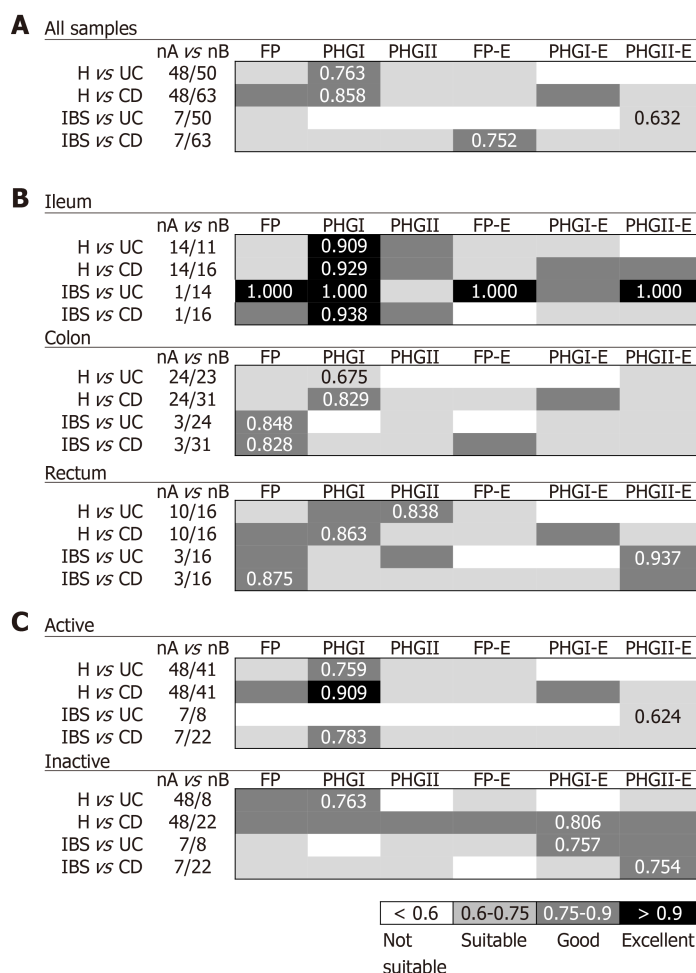 A All samples
nA vs nB FP PHGI PHGII FP-E PHGI-E PHGII-E
H vs UC 48/50 0.763
H vs CD 48/63 0.858
IBS vs UC 7/50 0.632
IBS vs CD 7/63 0.752
B Ileum
nA vs nB FP PHGI PHGII FP-E PHGI-E PHGII-E
H vs UC 14/11 0.909
H vs CD 14/16 0.929
IBS vs UC 1/14 1.000 1.000 1.000 1.000
IBS vs CD 1/16 0.938
Colon
nA vs nB FP PHGI PHGII FP-E PHGI-E PHGII-E
H vs UC 24/23 0.675
H vs CD 24/31 0.829
IBS vs UC 3/24 0.848
IBS vs CD 3/31 0.828
Rectum
nA vs nB FP PHGI PHGII FP-E PHGI-E PHGII-E
H vs UC 10/16 0.838
H vs CD 10/16 0.863
IBS vs UC 3/16 0.937
IBS vs CD 3/16 0.875
C Active
nA vs nB FP PHGI PHGII FP-E PHGI-E PHGII-E
H vs UC 48/41 0.759
H vs CD 48/41 0.909
IBS vs UC 7/8 0.624
IBS vs CD 7/22 0.783
Inactive
nA vs nB FP PHGI PHGII FP-E PHGI-E PHGII-E
H vs UC 48/8 0.763
H vs CD 48/22 0.806
IBS vs UC 7/8 0.757
IBS vs CD 7/22 0.754
< 0.6 0.6-0.75 0.75-0.9 > 0.9
Not Suitable Good Excellent
suitable